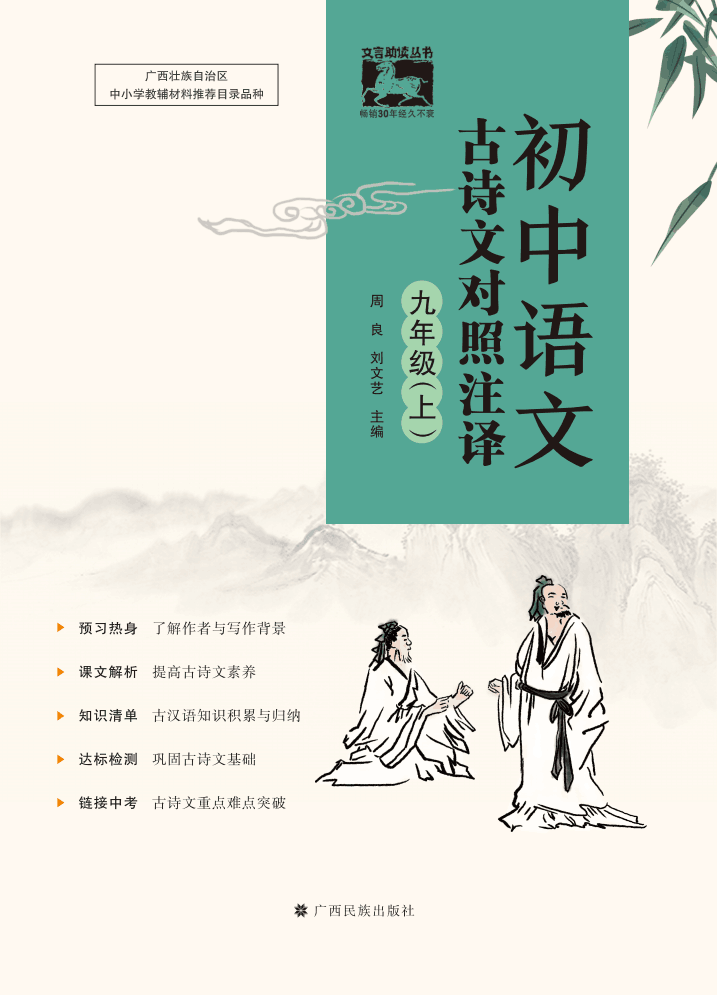 广西壮族自治区
中小学教辅材料推荐目录品种
文言助读丛书
畅销30年经久不衰
初中语文
古诗文对照注译
九年级（上）
周良 刘文艺 主编
预习热身 了解作者与写作背景
课文解析 提高古诗文素养
知识清单 古汉语知识积累与归纳
达标检测 巩固古诗文基础
链接中考 古诗文重点难点突破
广西民族出版社